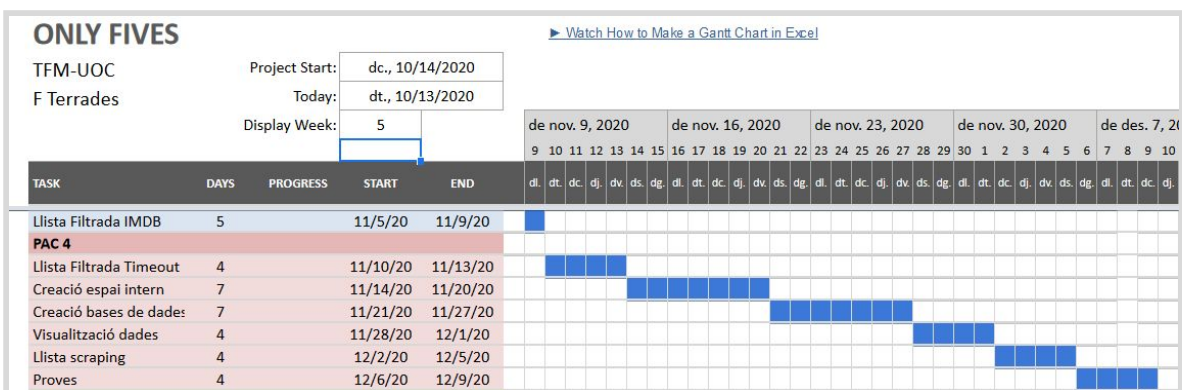 ONLY FIVES
► Watch How to Make a Gantt Chart in Excel
TFM-UOC Project Start: dc., 10/14/2020
F Terrades Today: dt., 10/13/2020
Display Week: 5 de nov. 9, 2020 de nov. 16, 2020 de nov. 23, 2020 de nov. 30, 2020 de des. 7, 20
9 10 11 12 13 14 15 16 17 18 19 20 21 22 23 24 25 26 27 28 29 30 1 2 3 4 5 6 7 8 9 10
TASK DAYS PROGRESS START END dl. dt. dc. dj. dv. ds. dg. dl. dt. dc. dj. dv. ds. dg. dl. dt. dc. dj. dv. ds. dg. dl. dt. dc. dj. dv. ds. dg. dl. dt. dc. dj.
Llista Filtrada IMDB 5 11/5/20 11/9/20
PAC 4
Llista Filtrada Timeout 4 11/10/20 11/13/20
Creació espai intern 7 11/14/20 11/20/20
Creació bases de dades 7 11/21/20 11/27/20
Visualització dades 4 11/28/20 12/1/20
Llista scraping 4 12/2/20 12/5/20
Proves 4 12/6/20 12/9/20